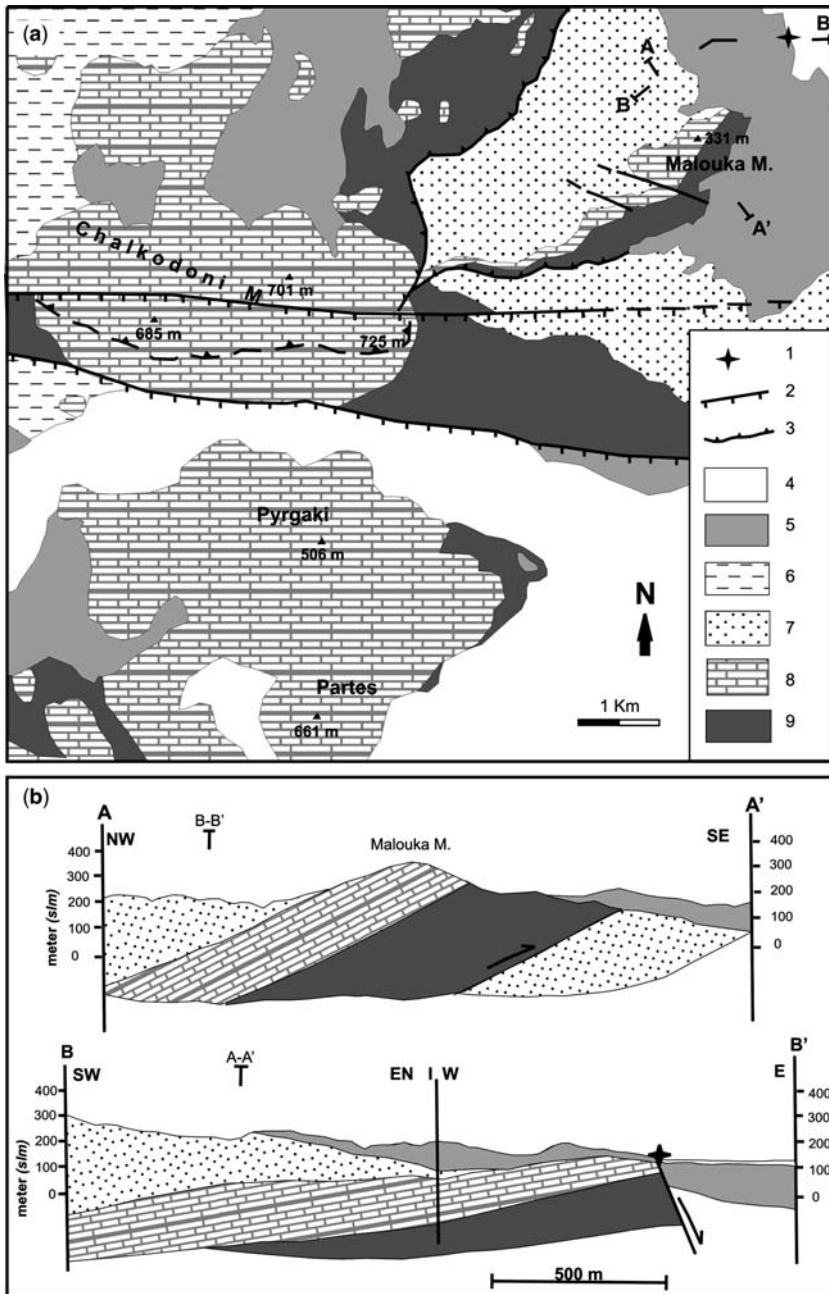 (a)
A
B
B'
331 m
Malouka M.
A'
Chalkodoni M.
701 m
685 m
725 m
Pyrgaki
506 m
Partes
661 m
N
1 Km
1
2
3
4
5
6
7
8
9
(b)
A
NW
B-B'
Malouka M.
SE
A'
400
300
200
100
0
meter (slm)
400
300
200
100
0
B
SW
A-A'
EN I W
E
B'
400
300
200
100
0
meter (slm)
400
300
200
100
0
500 m